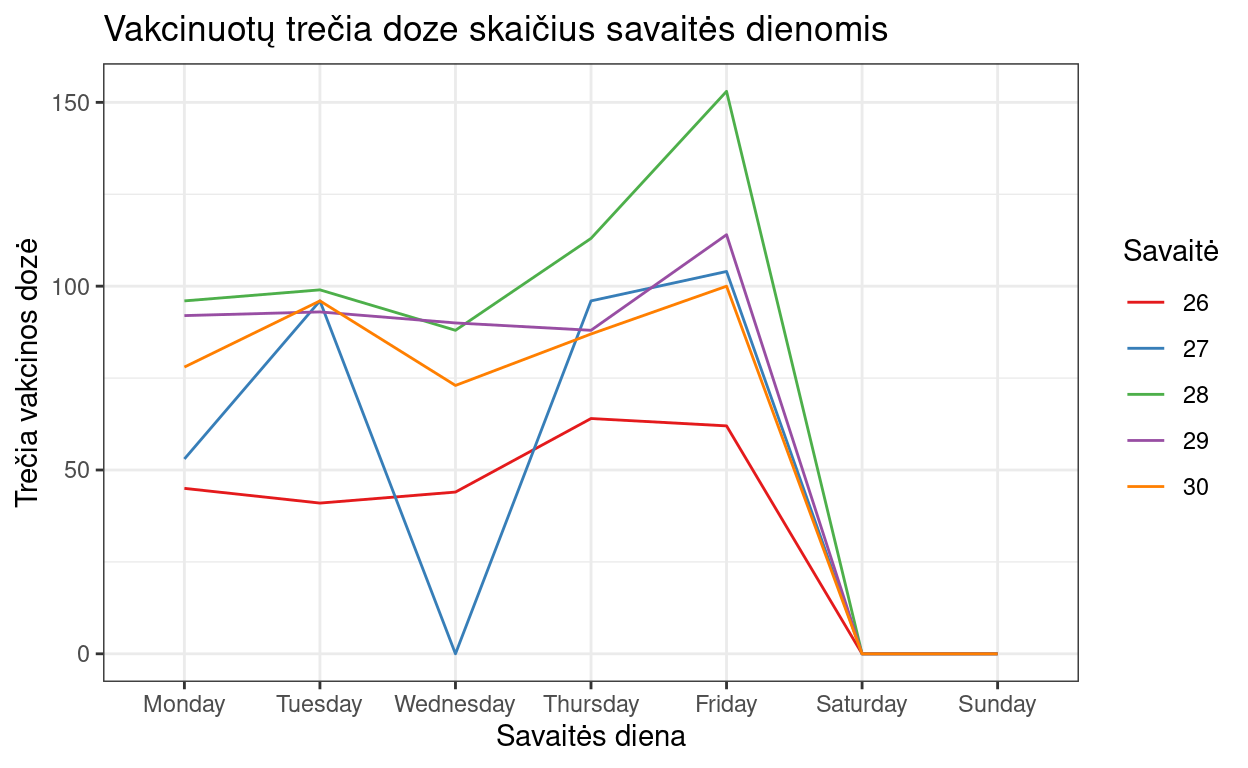 Vakcinuotų trečia doze skaičius savaitės dienomis
Trečia vakcinos dozė
150
100
50
0
Monday Tuesday Wednesday Thursday Friday Saturday Sunday
Savaitės diena
Savaitė
26
27
28
29
30